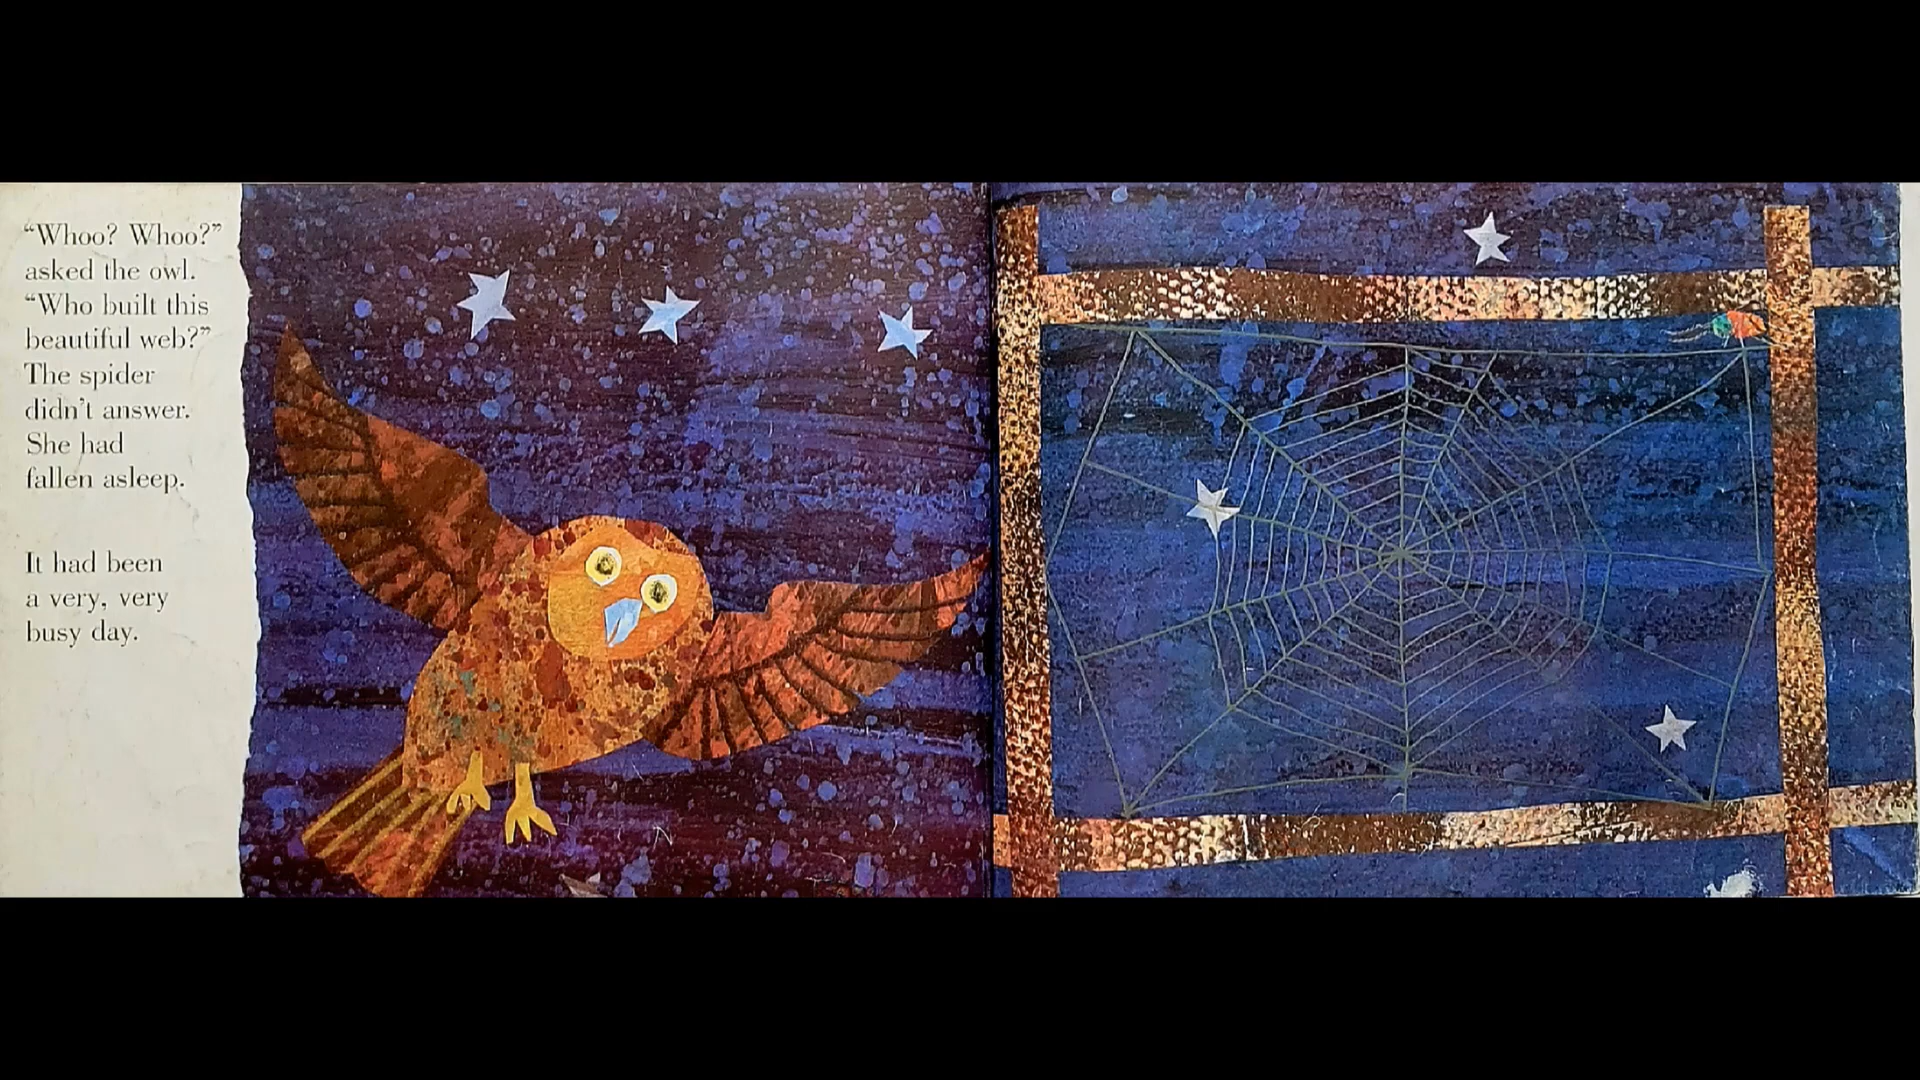 “Whoo? Whoo?”
asked the owl.
“Who built this
beautiful web?”
The spider
didn’t answer.
She had
fallen asleep.
It had been
a very, very
busy day.